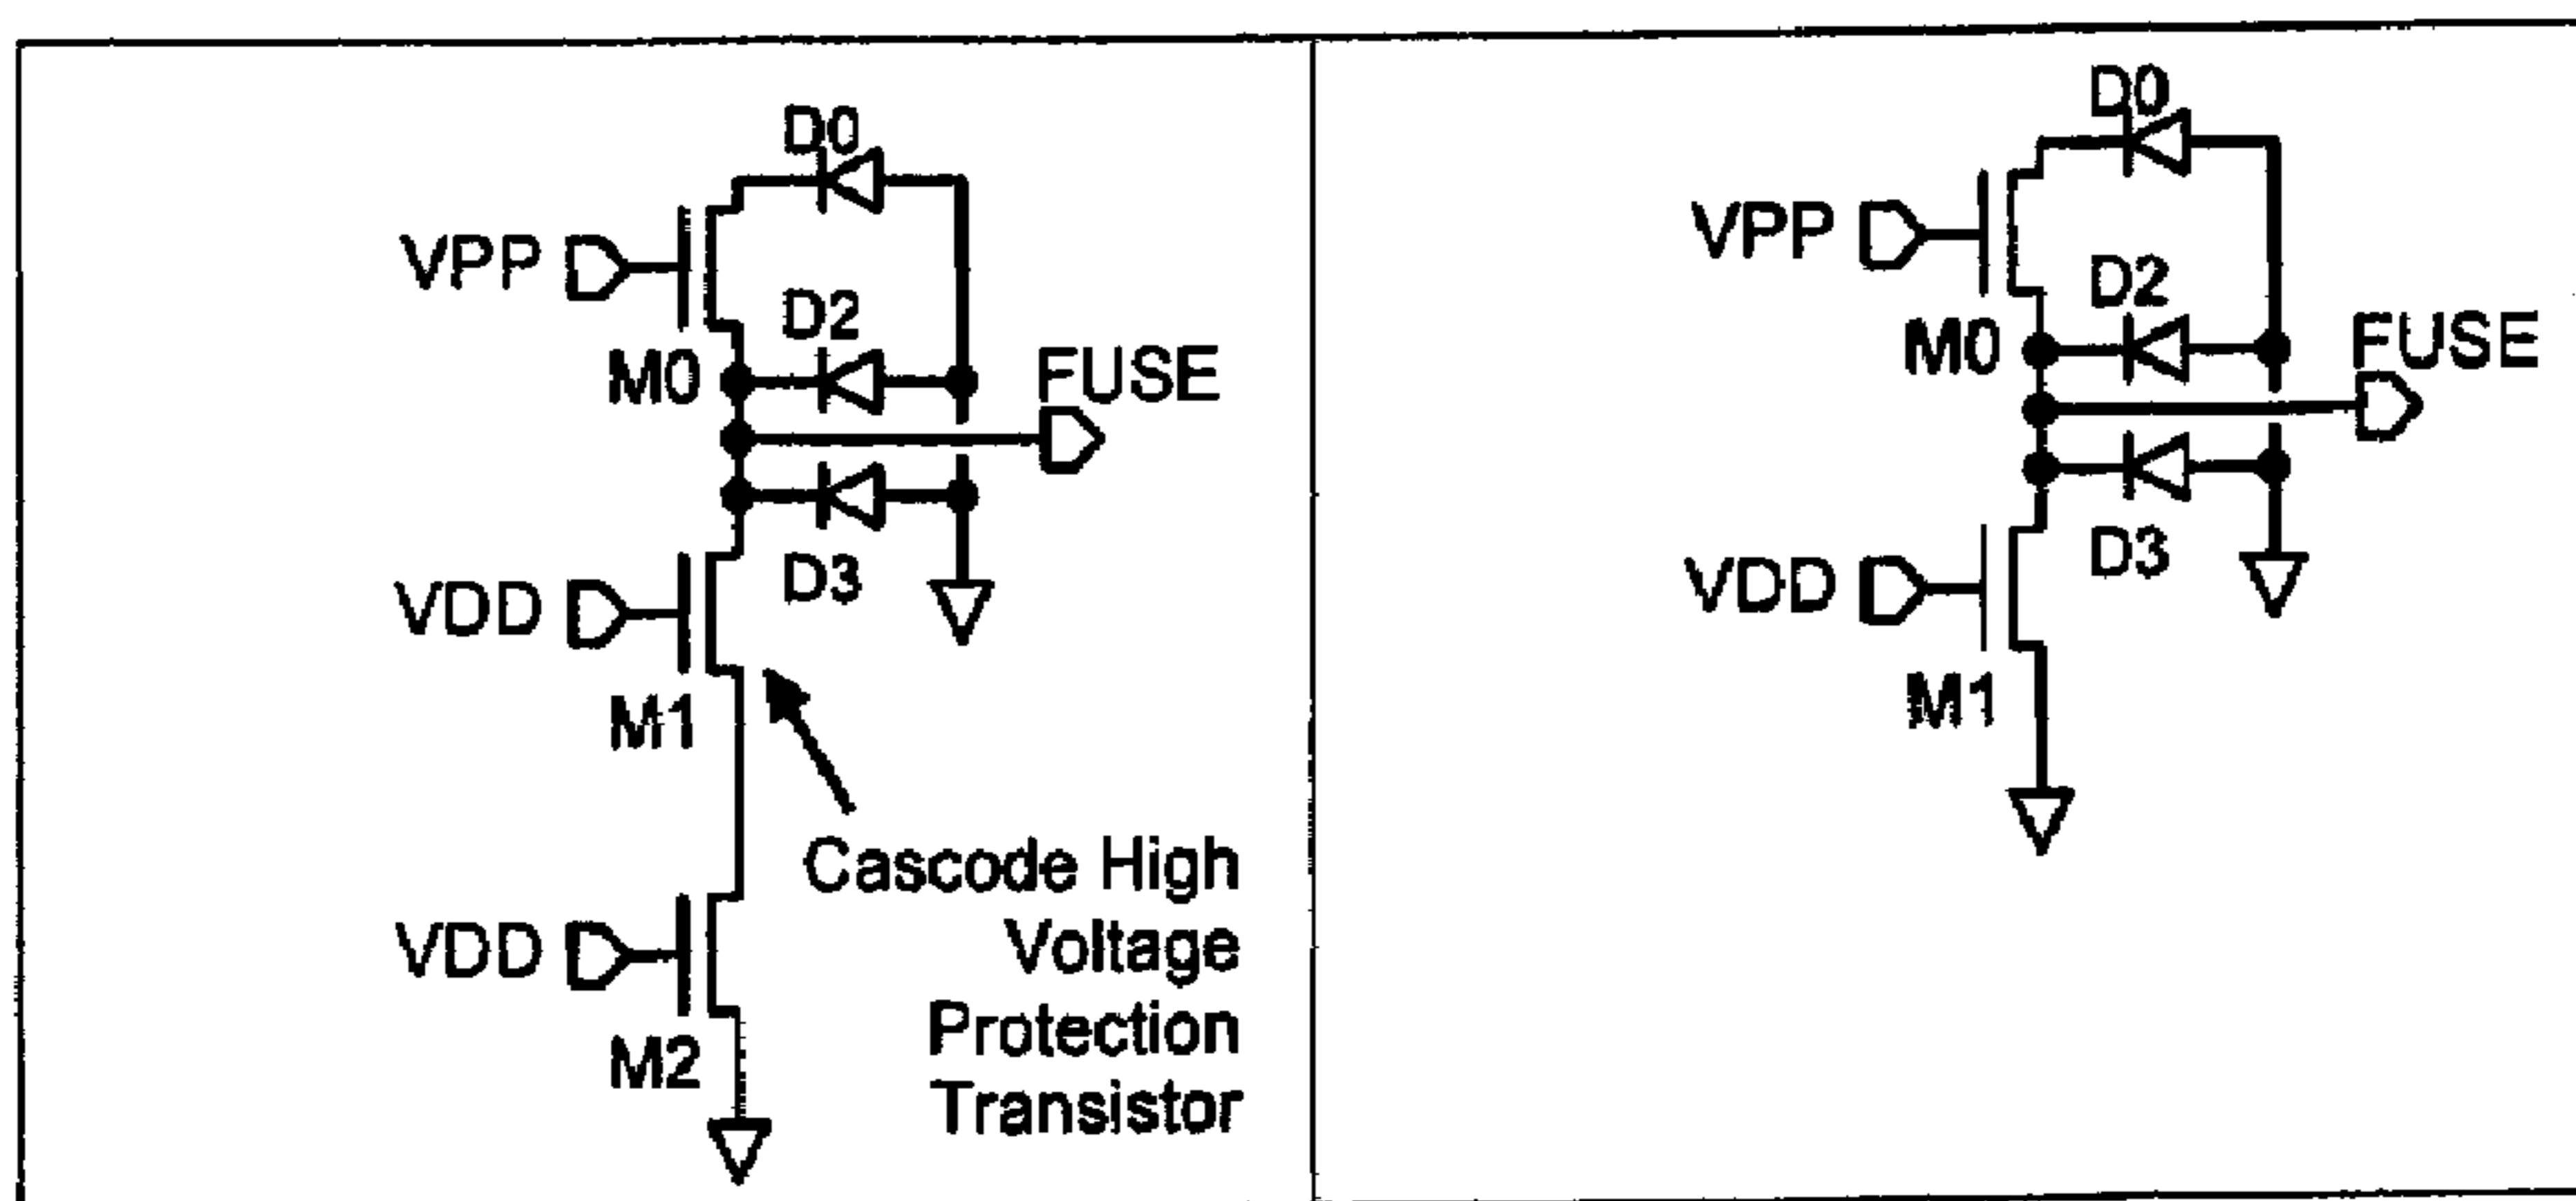 D0
VPP
D2
M0
FUSE
VDD
D3
M1
Cascode High
Voltage
Protection
Transistor
VDD
M2
D0
VPP
D2
M0
FUSE
VDD
D3
M1